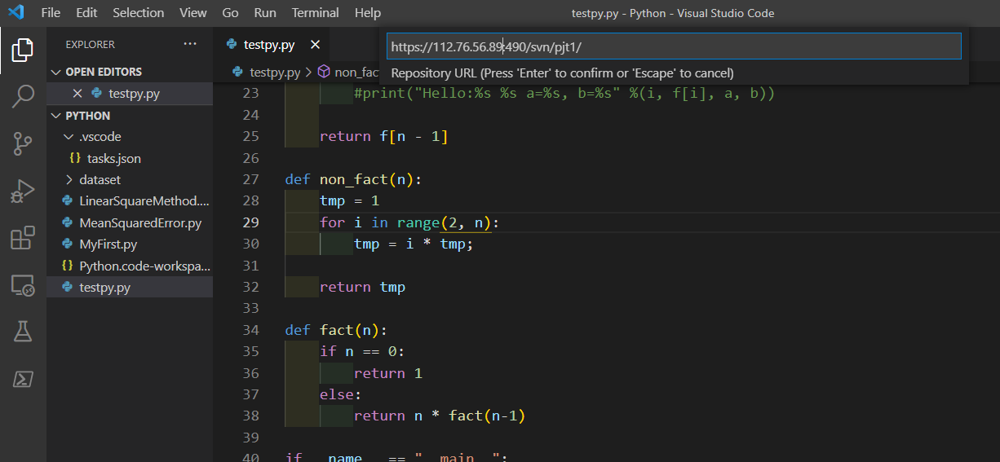 File Edit Selection View Go Run Terminal Help testpy.py - Python - Visual Studio Code
EXPLORER ···
testpy.py
https://112.76.56.89:490/svn/pjt1/
Repository URL (Press 'Enter' to confirm or 'Escape' to cancel)
OPEN EDITORS
testpy.py
PYTHON
.vscode
{} tasks.json
dataset
LinearSquareMethod....
MeanSquaredError.py
MyFirst.py
{} Python.code-workspa...
testpy.py
testpy.py > non_fac
23 #print("Hello:%s %s a=%s, b=%s" %(i, f[i], a, b))
24
25 return f[n - 1]
26
27 def non_fact(n):
28 tmp = 1
29 for i in range(2, n):
30 tmp = i * tmp;
31
32 return tmp
33
34 def fact(n):
35 if n == 0:
36 return 1
37 else:
38 return n * fact(n-1)
39
40 if __name__ == "__main__":